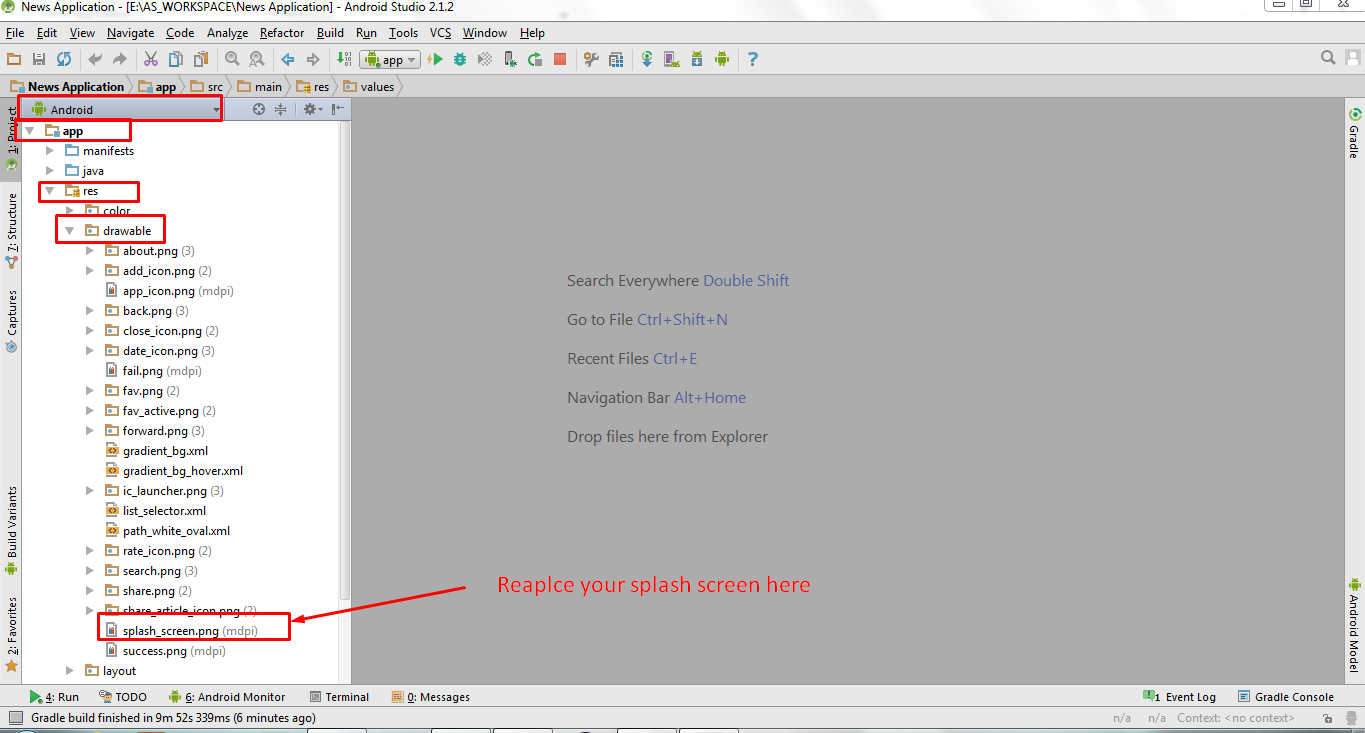 News Application - [E:\AS_WORKSPACE\News Application] - Android Studio 2.1.2
File Edit View Navigate Code Analyze Refactor Build Run Tools VCS Window Help
app
News Application app src main res values
Android
1: Project
app
manifests
java
res
color
drawable
about.png (3)
add_icon.png (2)
app_icon.png (mdpi)
back.png (3)
close_icon.png (2)
date_icon.png (3)
fail.png (mdpi)
fav.png (2)
fav_active.png (2)
forward.png (3)
gradient_bg.xml
gradient_bg_hover.xml
ic_launcher.png (3)
list_selector.xml
path_white_oval.xml
rate_icon.png (2)
search.png (3)
share.png (2)
share_article_icon.png (2)
splash_screen.png (mdpi)
success.png (mdpi)
layout
7: Structure
Captures
Build Variants
2: Favorites
Search Everywhere Double Shift
Go to File Ctrl+Shift+N
Recent Files Ctrl+E
Navigation Bar Alt+Home
Drop files here from Explorer
Reaplce your splash screen here
Gradle
Android Model
4: Run TODO 6: Android Monitor Terminal 0: Messages 1 Event Log Gradle Console
Gradle build finished in 9m 52s 339ms (6 minutes ago) n/a n/a Context: <no context>